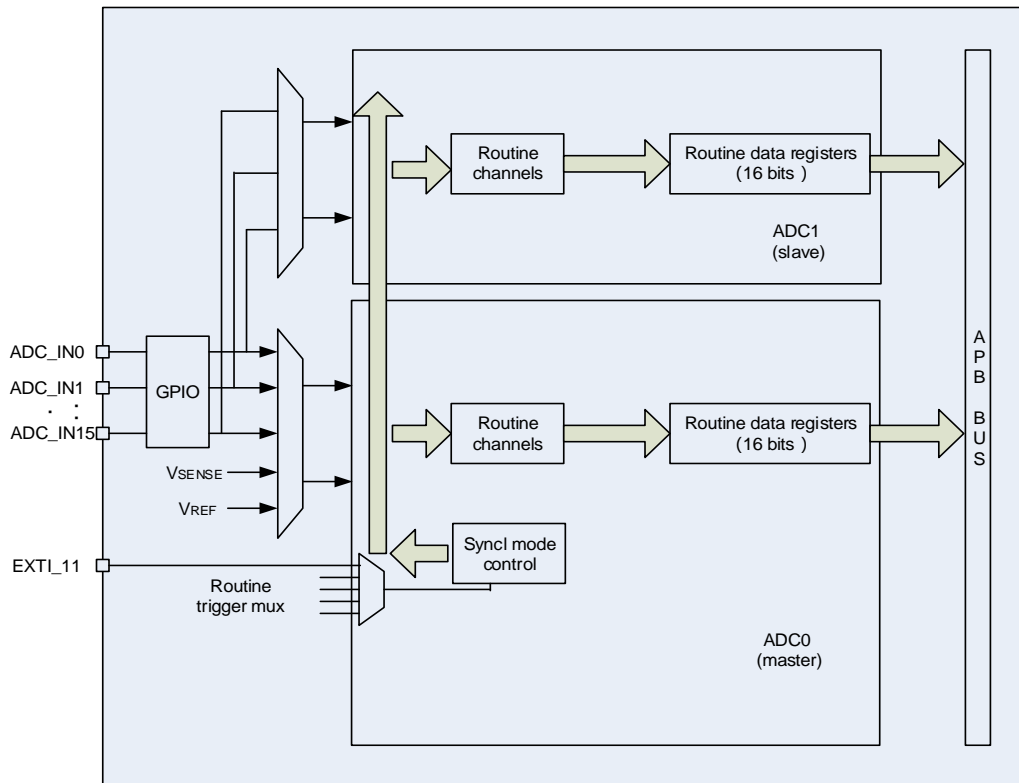 Routine
channels
Routine data registers
(16 bits )
ADC1
(slave)
ADC_IN0
ADC_IN1
. . .
ADC_IN15
GPIO
VSENSE
VREF
Routine
channels
Routine data registers
(16 bits )
A
P
B
B
U
S
EXTI_11
SyncI mode
control
Routine
trigger mux
ADC0
(master)